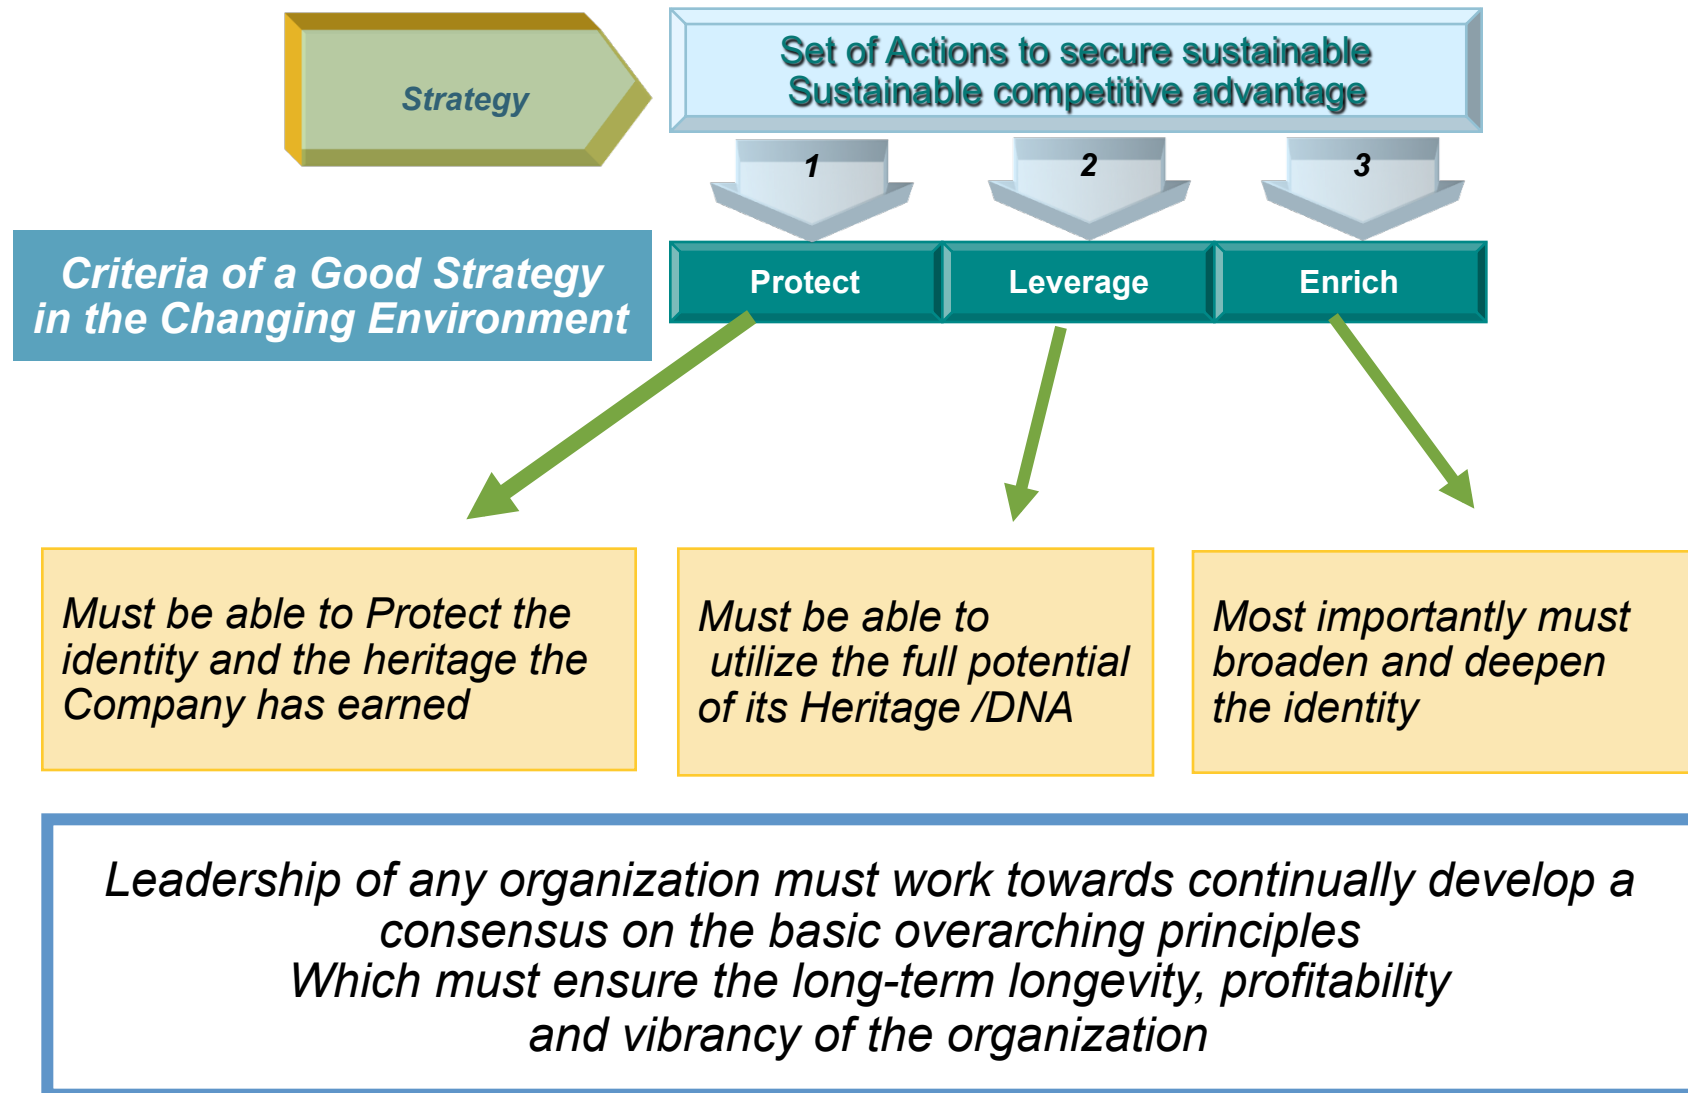 Strategy
Set of Actions to secure sustainable
Sustainable competitive advantage
1
2
3
Criteria of a Good Strategy
in the Changing Environment
Protect
Leverage
Enrich
Must be able to Protect the
identity and the heritage the
Company has earned
Must be able to
utilize the full potential
of its Heritage /DNA
Most importantly must
broaden and deepen
the identity
Leadership of any organization must work towards continually develop a
consensus on the basic overarching principles
Which must ensure the long-term longevity, profitability
and vibrancy of the organization